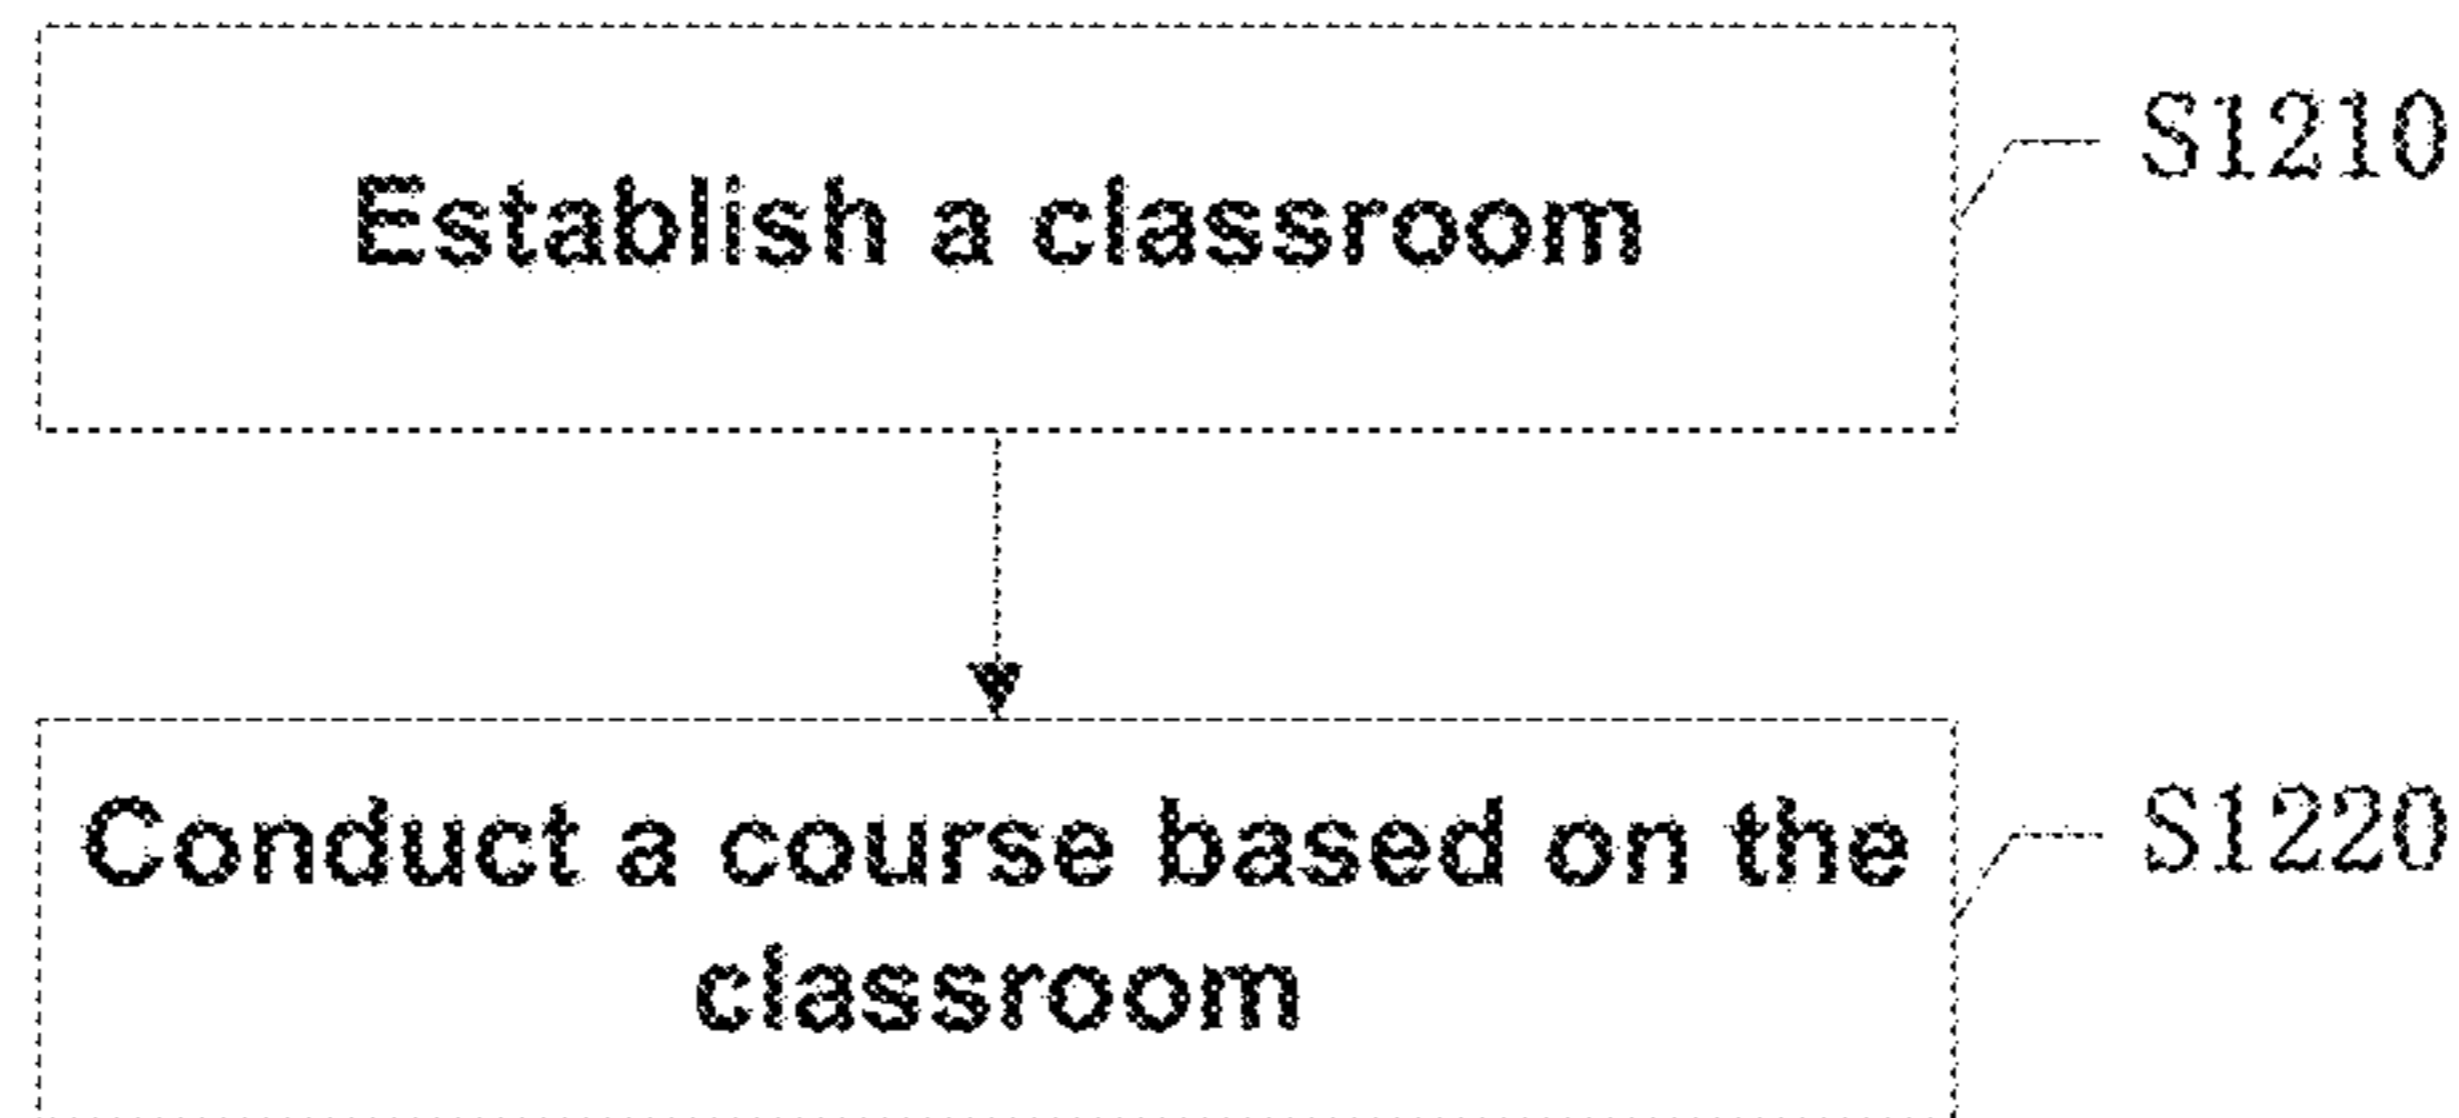 Establish a classroom
S1210
Conduct a course based on the
classroom
S1220